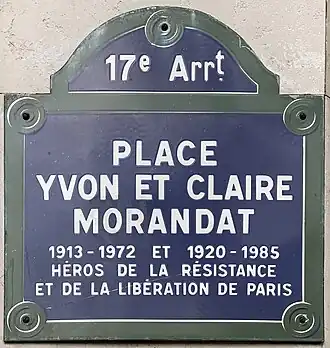 17e Arrt
PLACE
YVON ET CLAIRE
MORANDAT
1913 - 1972 ET 1920 - 1985
HÉROS DE LA RÉSISTANCE
ET DE LA LIBÉRATION DE PARIS